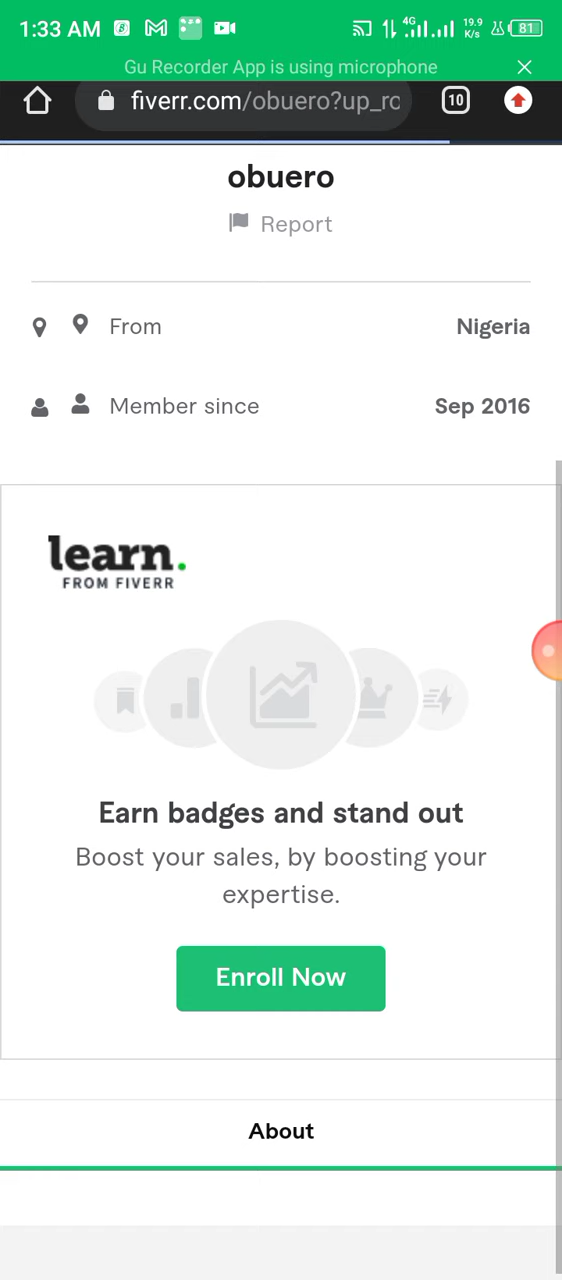 1:33 AM 4G 19.9 K/s 81
Gu Recorder App is using microphone
fiverr.com/obuero?up_ro 10
obuero
Report
From Nigeria
Member since Sep 2016
learn.
FROM FIVERR
Earn badges and stand out
Boost your sales, by boosting your
expertise.
Enroll Now
About